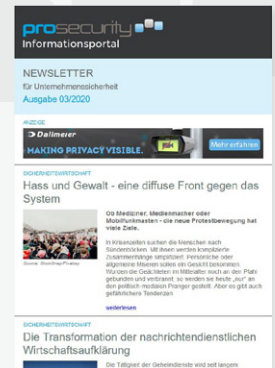 prosecurity
Informationsportal
NEWSLETTER
für Unternehmenssicherheit
Ausgabe 03/2020
ANZEIGE
Dallmeier
MAKING PRIVACY VISIBLE.
Mehr erfahren
SICHERHEITSWIRTSCHAFT
Hass und Gewalt - eine diffuse Front gegen das
System
Ob Mediziner, Medienmacher oder
Mobilfunkmasten - die neue Protestbewegung hat
viele Ziele.
In Krisenzeiten suchen die Menschen nach
Sündenböcken. Mit ihnen werden komplizierte
Zusammenhänge simplifiziert. Persönliche oder
allgemeine Miseren sollen ein Gesicht bekommen.
Wurden die Geächteten im Mittelalter noch an den Pfahl
gebunden und verbrannt, so werden sie heute „nur" an
den politisch-medialen Pranger gestellt. Aber es gibt auch
gefährlichere Tendenzen
weiterlesen
SICHERHEITSWIRTSCHAFT
Die Transformation der nachrichtendienstlichen
Wirtschaftsaufklärung
Die Tätigkeit der Geheimdienste wird seit langem